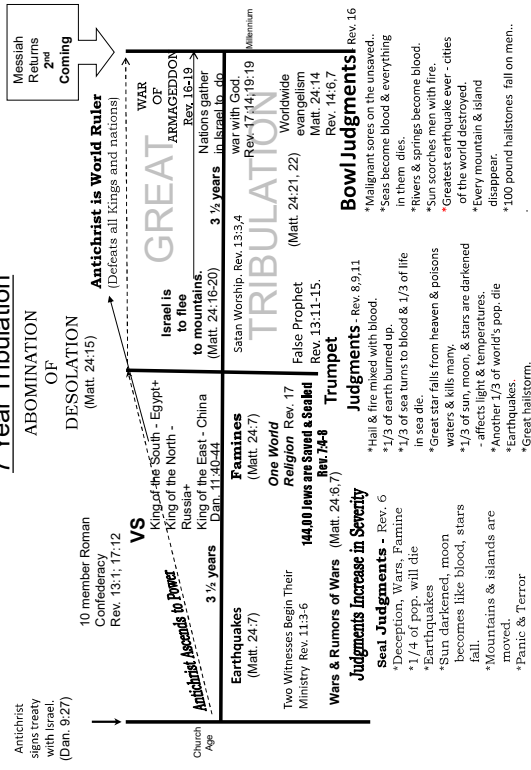 7 Year Tribulation
Antichrist
signs treaty
with Israel.
(Dan. 9:27)
10 member Roman
Confederacy
Rev. 13:1; 17:12
ABOMINATION
OF
DESOLATION
(Matt. 24:15)
Antichrist is World Ruler
(Defeats all Kings and nations)
Messiah
Returns
2nd
Coming
VS
King of the South - Egypt+
King of the North -
Russia+
King of the East - China
Dan. 11:40-44
Antichrist Ascends to Power
3 ½ years
Church
Age
Israel is
to flee
to mountains.
(Matt. 24:16-20)
GREAT
TRIBULATION
3 ½ years
WAR
OF
ARMAGEDDON
Rev. 16-19
Nations gather
in Israel to do
war with God.
Rev. 17:14;19:19
Millennium
Earthquakes
(Matt. 24:7)
Famines
(Matt. 24:7)
Two Witnesses Begin Their
Ministry Rev. 11:3-6
One World
Religion Rev. 17
144,00 Jews are Saved & Sealed
Rev. 7:4-8
Wars & Rumors of Wars (Matt. 24:6,7)
Satan Worship. Rev. 13:3,4
(Matt. 24:21, 22)
False Prophet
Rev. 13:11-15.
Worldwide
evangelism
Matt. 24:14
Rev. 14:6,7
Judgments Increase in Severity
Seal Judgments - Rev. 6
*Deception, Wars, Famine
*1/4 of pop. will die
*Earthquakes
*Sun darkened, moon
becomes like blood, stars
fall.
*Mountains & islands are
moved.
*Panic & Terror
Trumpet
Judgments - Rev. 8,9,11
*Hail & fire mixed with blood.
*1/3 of earth burned up.
*1/3 of sea turns to blood & 1/3 of life
in sea die.
*Great star falls from heaven & poisons
waters & kills many.
*1/3 of sun, moon, & stars are darkened
- affects light & temperatures.
*Another 1/3 of world's pop. die
*Earthquakes.
*Great hailstorm.
Bowl Judgments - Rev. 16
*Malignant sores on the unsaved..
*Seas become blood & everything
in them dies.
*Rivers & springs become blood.
*Sun scorches men with fire.
*Greatest earthquake ever - cities
of the world destroyed.
*Every mountain & island
disappear.
*100 pound hailstones fall on men..
.